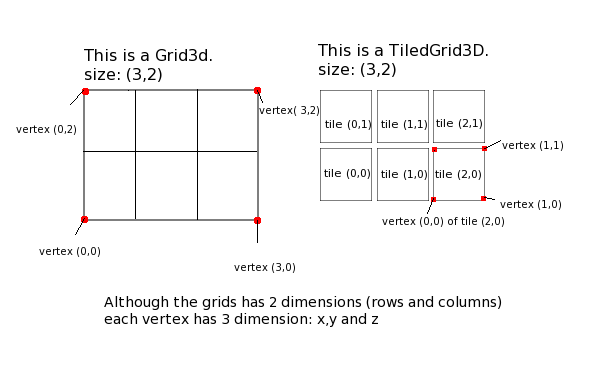 This is a Grid3d.
size: (3,2)
vertex (0,2)
vertex( 3,2)
vertex (0,0)
vertex (3,0)
This is a TiledGrid3D.
size: (3,2)
tile (0,1)
tile (1,1)
tile (2,1)
vertex (1,1)
tile (0,0)
tile (1,0)
tile (2,0)
vertex (1,0)
vertex (0,0) of tile (2,0)
Although the grids has 2 dimensions (rows and columns)
each vertex has 3 dimension: x,y and z